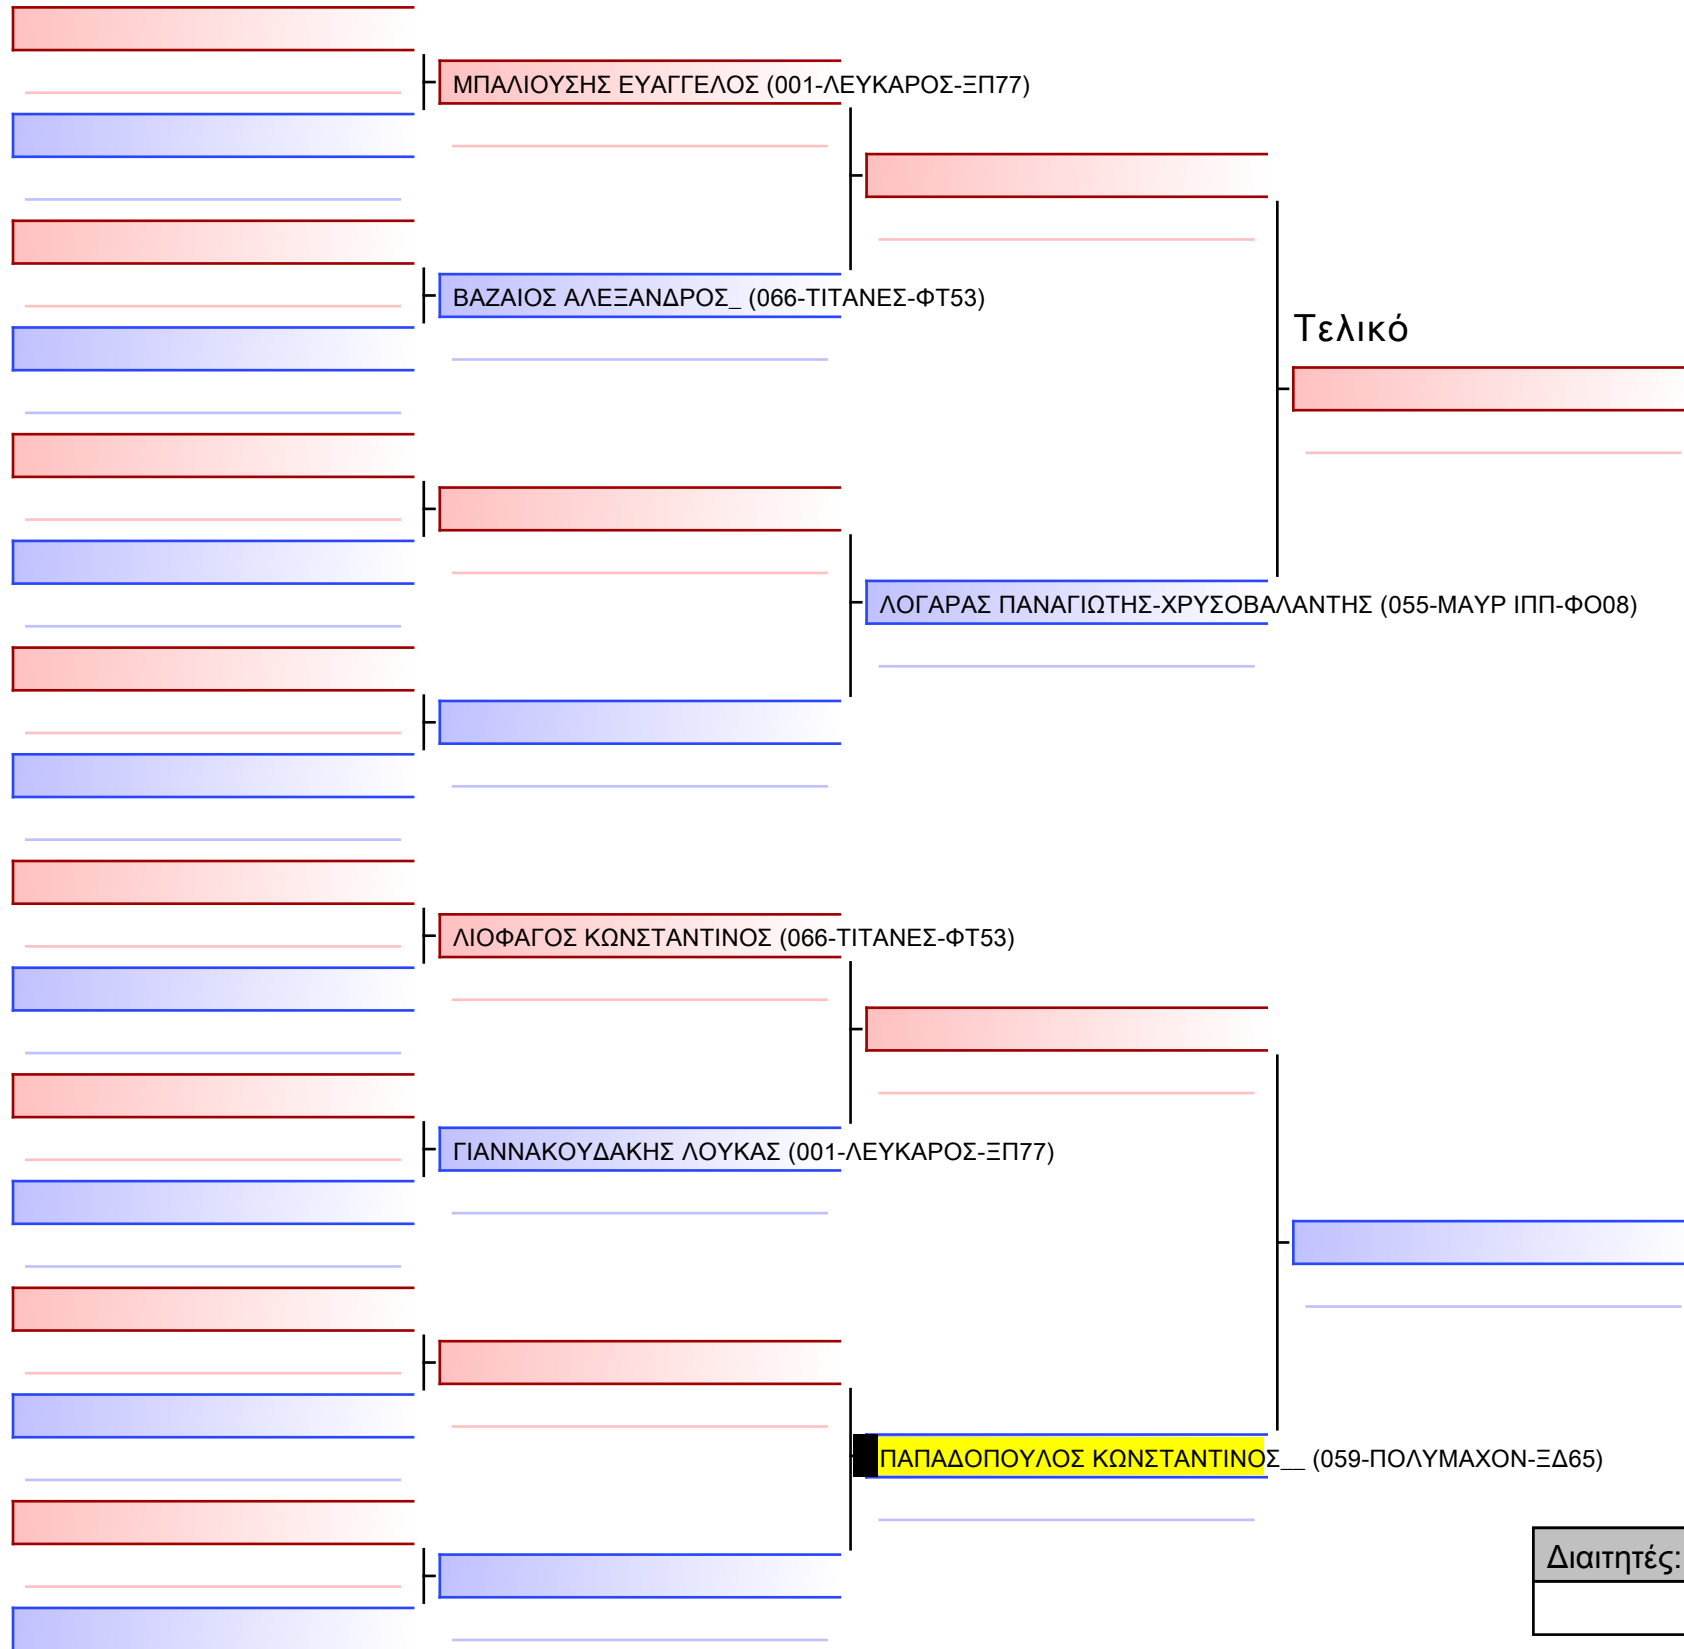 ΜΠΑΛΙΟΥΣΗΣ ΕΥΑΓΓΕΛΟΣ (001-ΛΕΥΚΑΡΟΣ-ΞΠ77)
ΒΑΖΑΙΟΣ ΑΛΕΞΑΝΔΡΟΣ_ (066-ΤΙΤΑΝΕΣ-ΦΤ53)
Τελικό
ΛΟΓΑΡΑΣ ΠΑΝΑΓΙΩΤΗΣ-ΧΡΥΣΟΒΑΛΑΝΤΗΣ (055-ΜΑΥΡ ΙΠΠ-ΦΟ08)
ΛΙΟΦΑΓΟΣ ΚΩΝΣΤΑΝΤΙΝΟΣ (066-ΤΙΤΑΝΕΣ-ΦΤ53)
ΓΙΑΝΝΑΚΟΥΔΑΚΗΣ ΛΟΥΚΑΣ (001-ΛΕΥΚΑΡΟΣ-ΞΠ77)
ΠΑΠΑΔΟΠΟΥΛΟΣ ΚΩΝΣΤΑΝΤΙΝΟΣ__ (059-ΠΟΛΥΜΑΧΟΝ-ΞΔ65)
Διαιτητές: